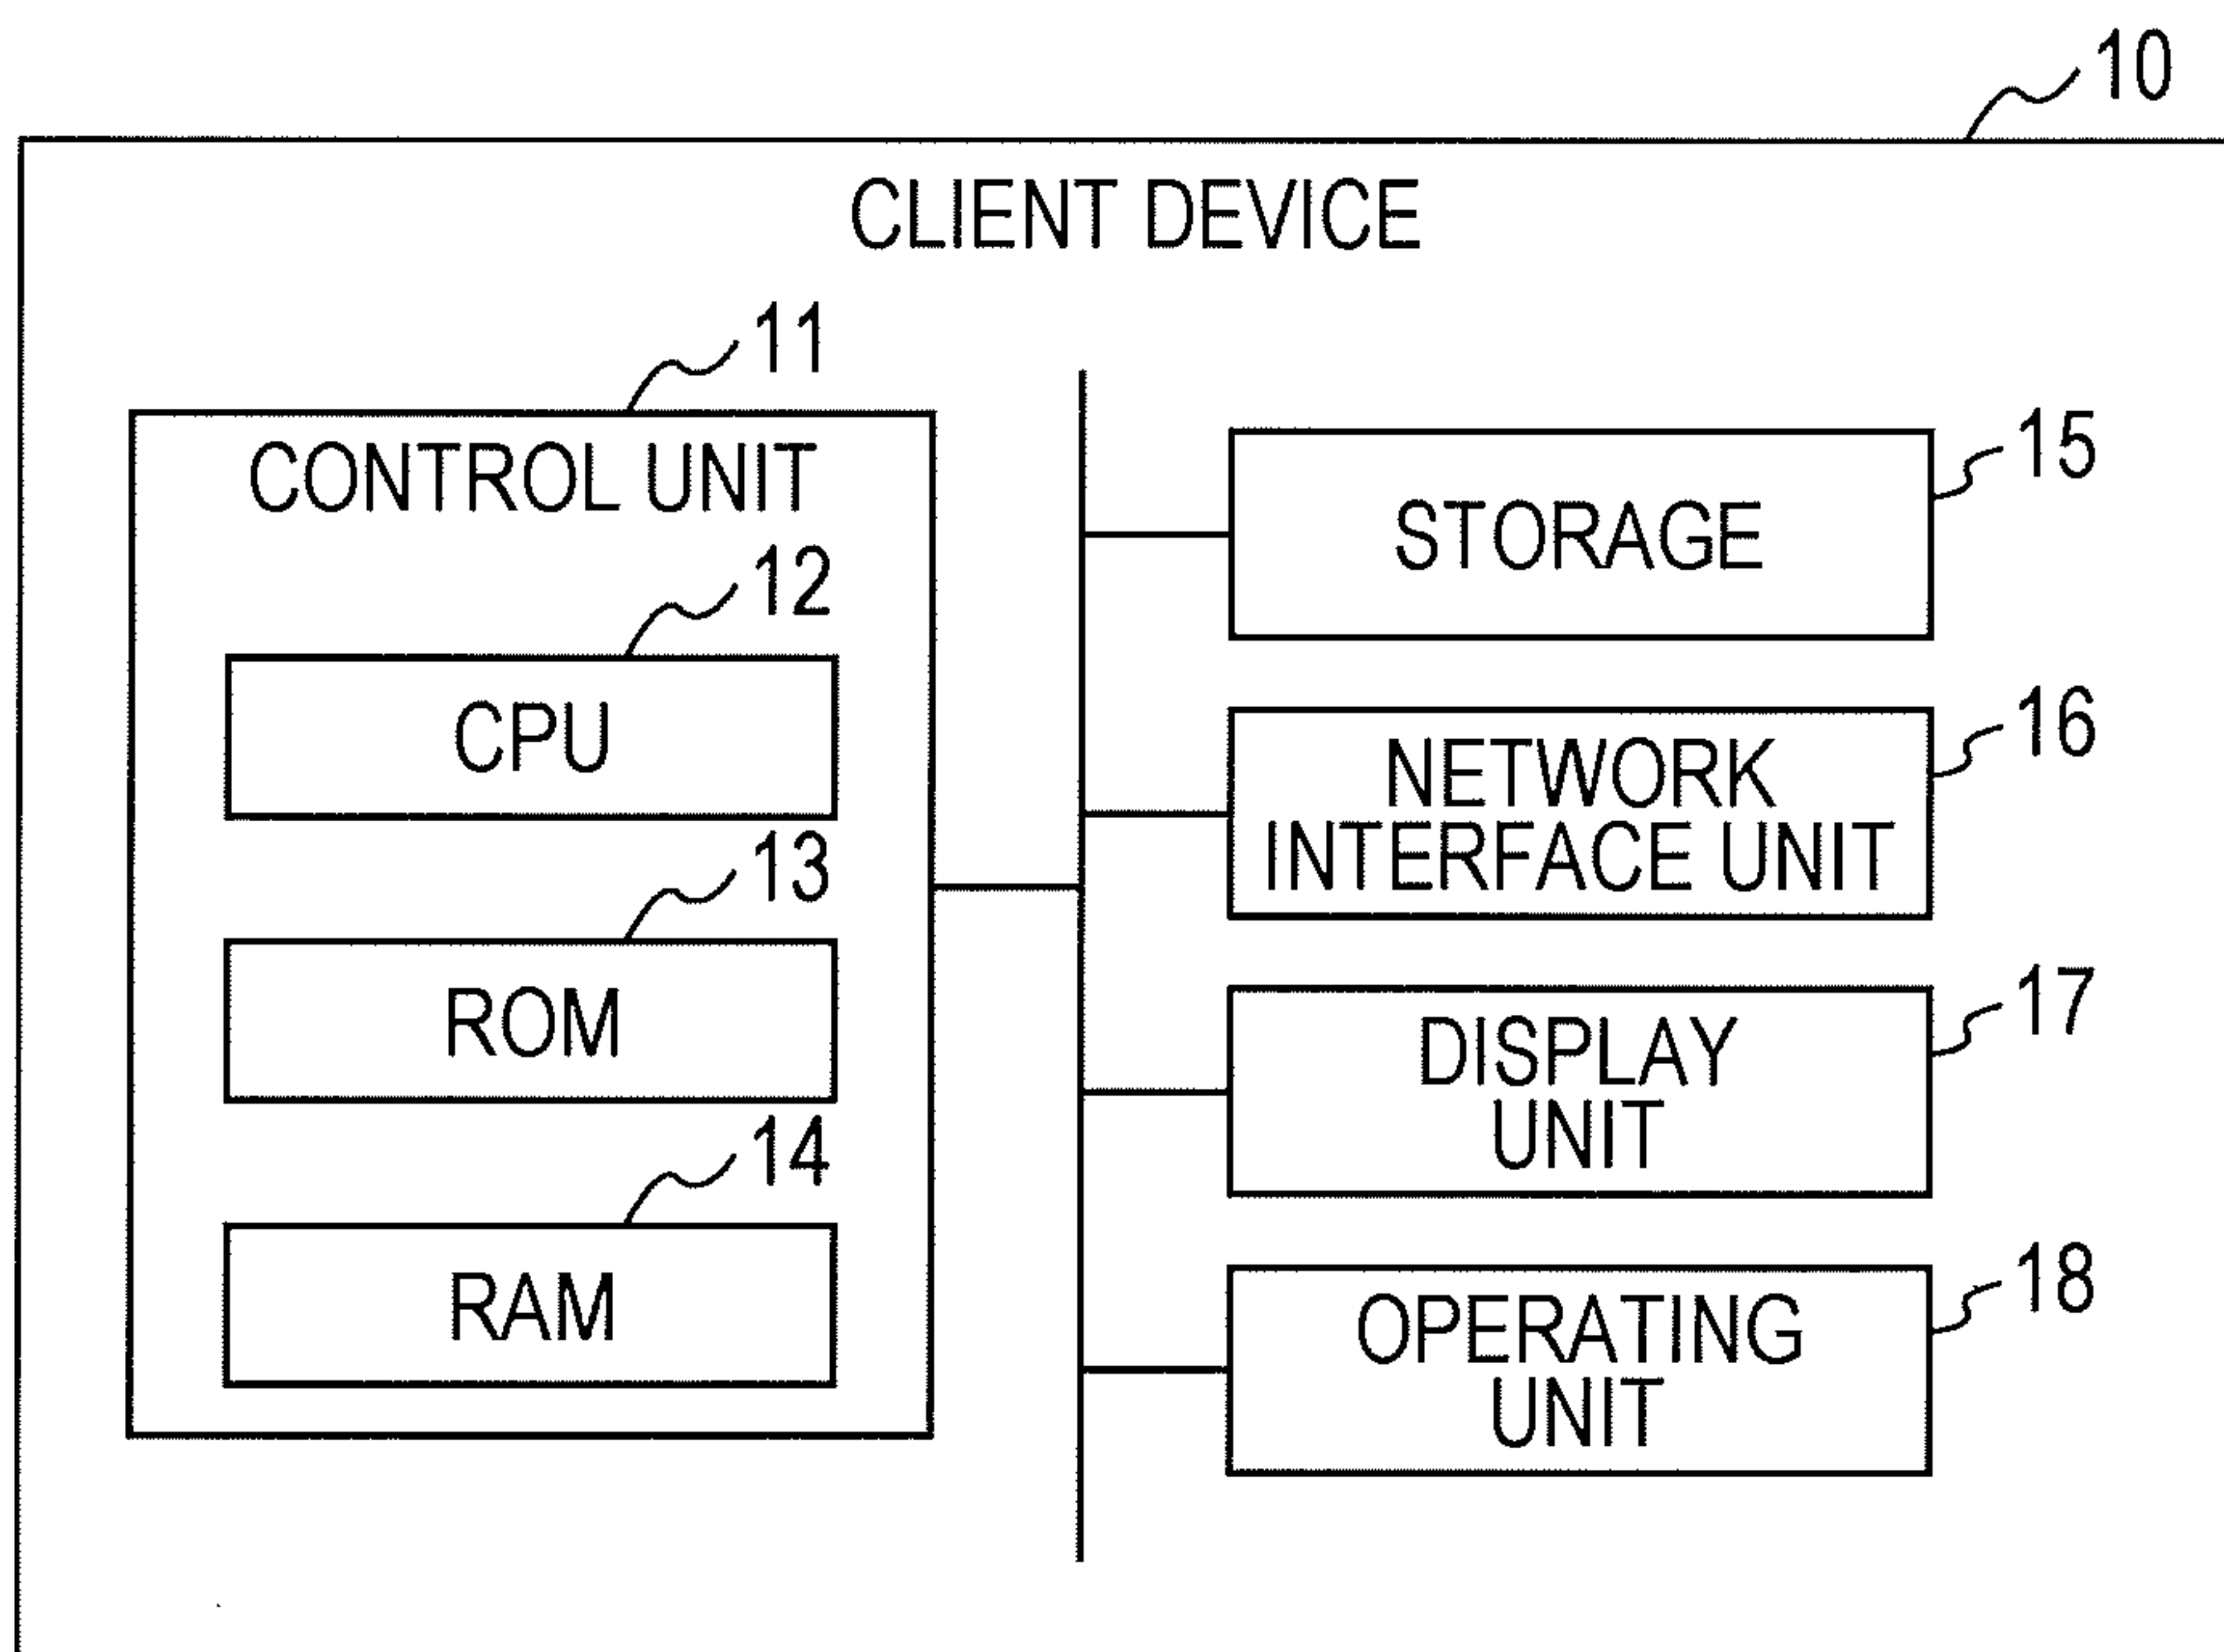 10
CLIENT DEVICE
11
CONTROL UNIT
12
CPU
13
ROM
14
RAM
15
STORAGE
16
NETWORK
INTERFACE UNIT
17
DISPLAY
UNIT
18
OPERATING
UNIT